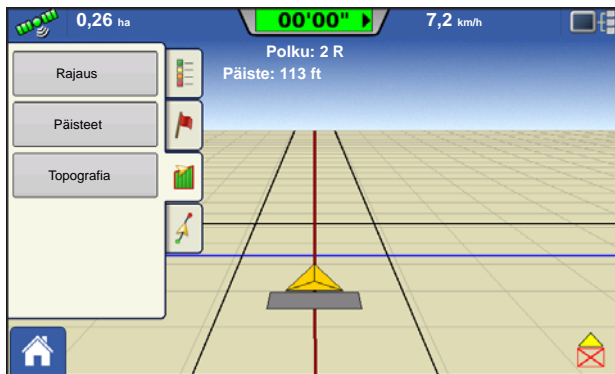 0,26 ha 00'00" 7,2 km/h
Polku: 2 R
Päiste: 113 ft
Rajaus
Päisteet
Topografia